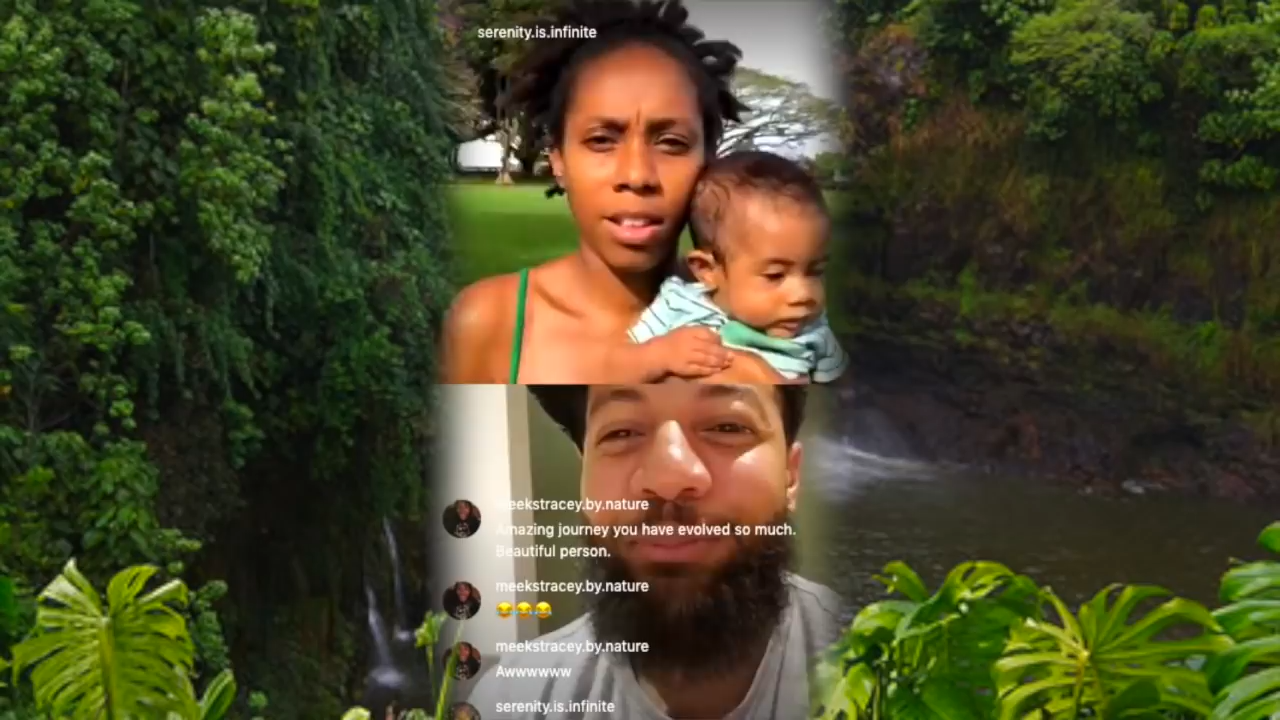 serenity.is.infinite
meekstracey.by.nature
Amazing journey you have evolved so much.
Beautiful person.
meekstracey.by.nature
😂😂😂
meekstracey.by.nature
Awwwwww
serenity.is.infinite